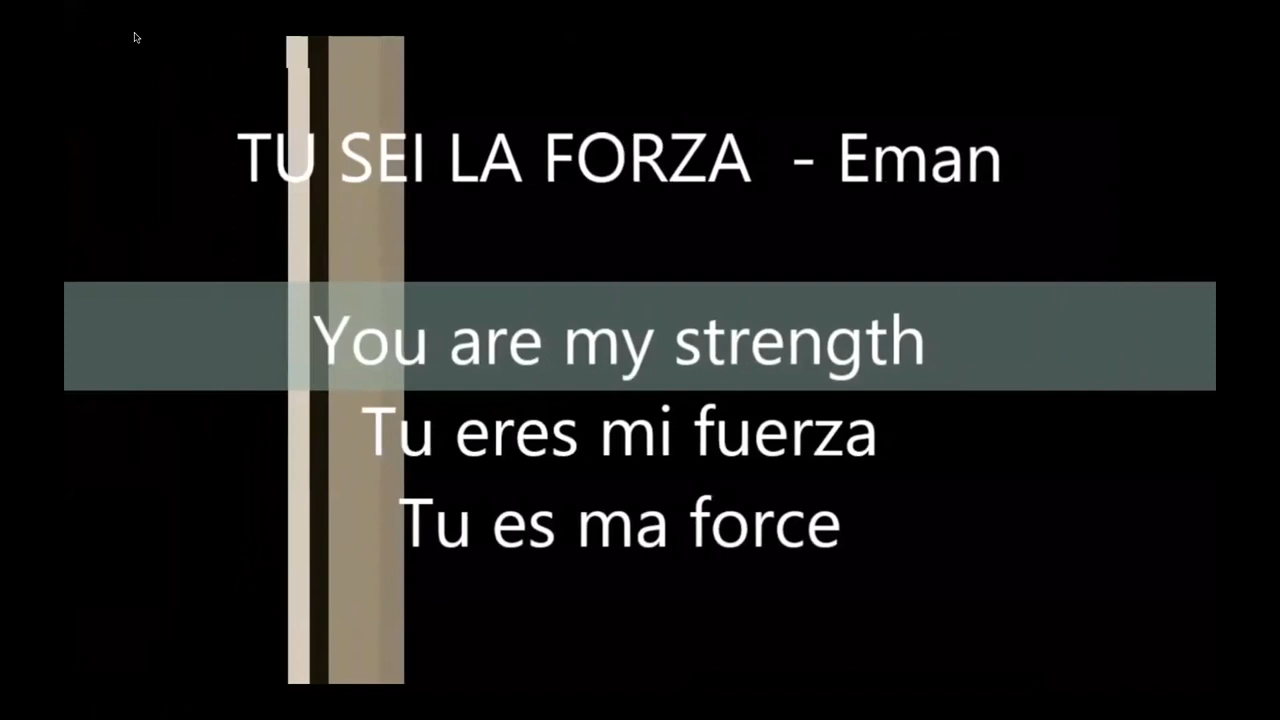 TU SEI LA FORZA - Eman
You are my strength
Tu eres mi fuerza
Tu es ma force